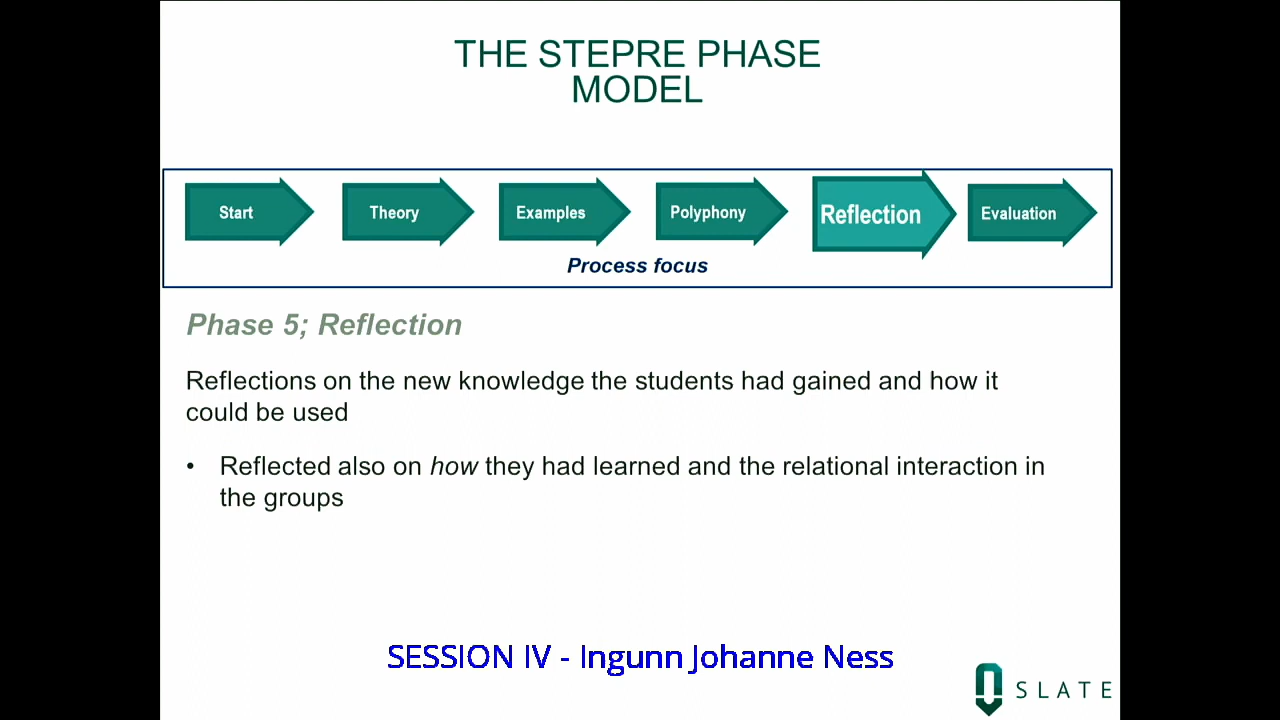 THE STEPRE PHASE
MODEL
Start
Theory
Examples
Polyphony
Reflection
Evaluation
Process focus
Phase 5; Reflection
Reflections on the new knowledge the students had gained and how it
could be used
• Reflected also on how they had learned and the relational interaction in
the groups
SESSION IV - Ingunn Johanne Ness
SLATE